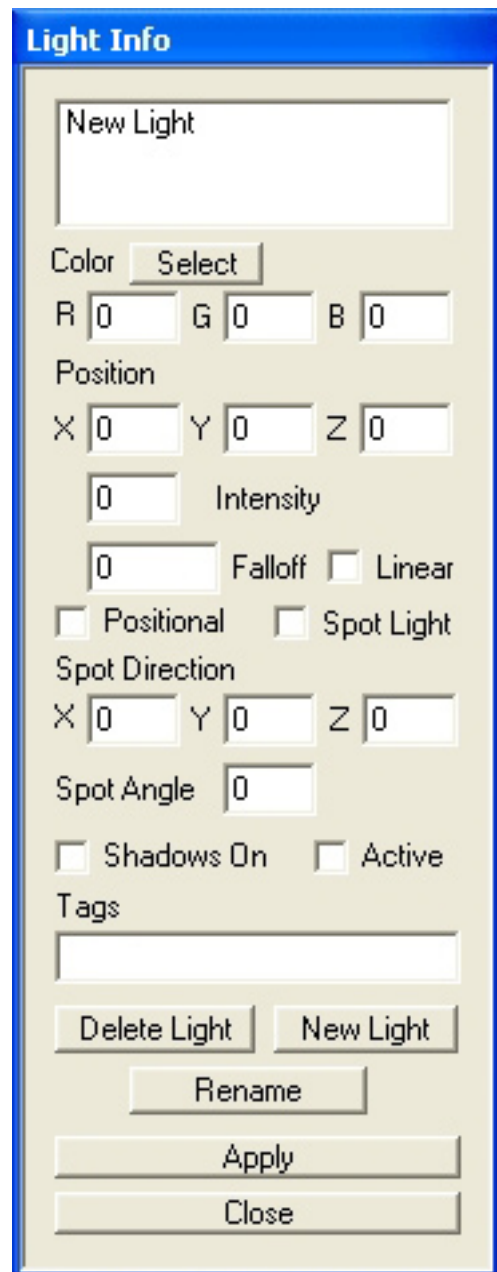 Light Info
New Light
Color Select
R 0 G 0 B 0
Position
X 0 Y 0 Z 0
0 Intensity
0 Falloff Linear
Positional Spot Light
Spot Direction
X 0 Y 0 Z 0
Spot Angle 0
Shadows On Active
Tags
Delete Light New Light
Rename
Apply
Close